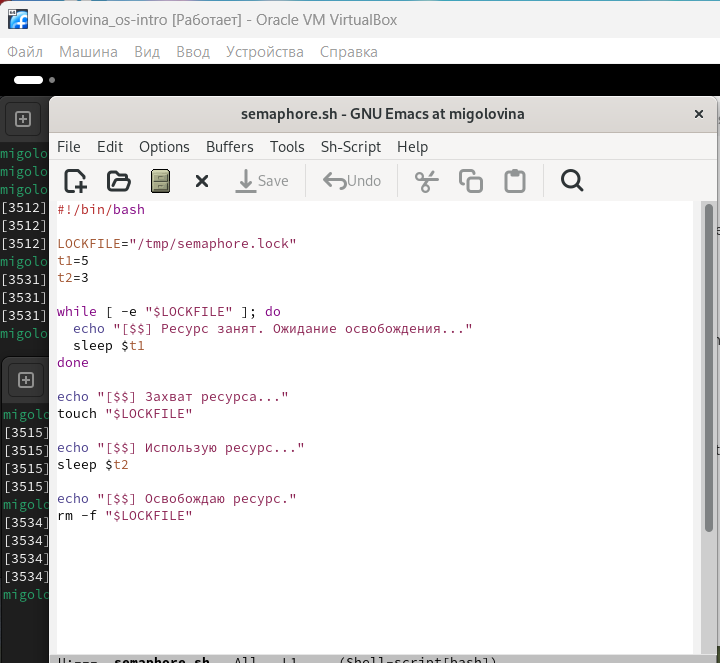 MIGolovina_os-intro [Работает] - Oracle VM VirtualBox
Файл Машина Вид Ввод Устройства Справка
semaphore.sh - GNU Emacs at migolovina
File Edit Options Buffers Tools Sh-Script Help
Save Undo
#!/bin/bash
LOCKFILE="/tmp/semaphore.lock"
t1=5
t2=3
while [ -e "$LOCKFILE" ]; do
echo "[$$] Ресурс занят. Ожидание освобождения..."
sleep $t1
done
echo "[$$] Захват ресурса..."
touch "$LOCKFILE"
echo "[$$] Использую ресурс..."
sleep $t2
echo "[$$] Освобождаю ресурс."
rm -f "$LOCKFILE"
U:--- semaphore.sh All L1 (Shell-script[bash])
migolo
migolo
migolo
[3512]
[3512]
[3512]
migolo
[3531]
[3531]
[3531]
migolo
migolo
[3515]
[3515]
[3515]
[3515]
migolo
[3534]
[3534]
[3534]
[3534]
migolo